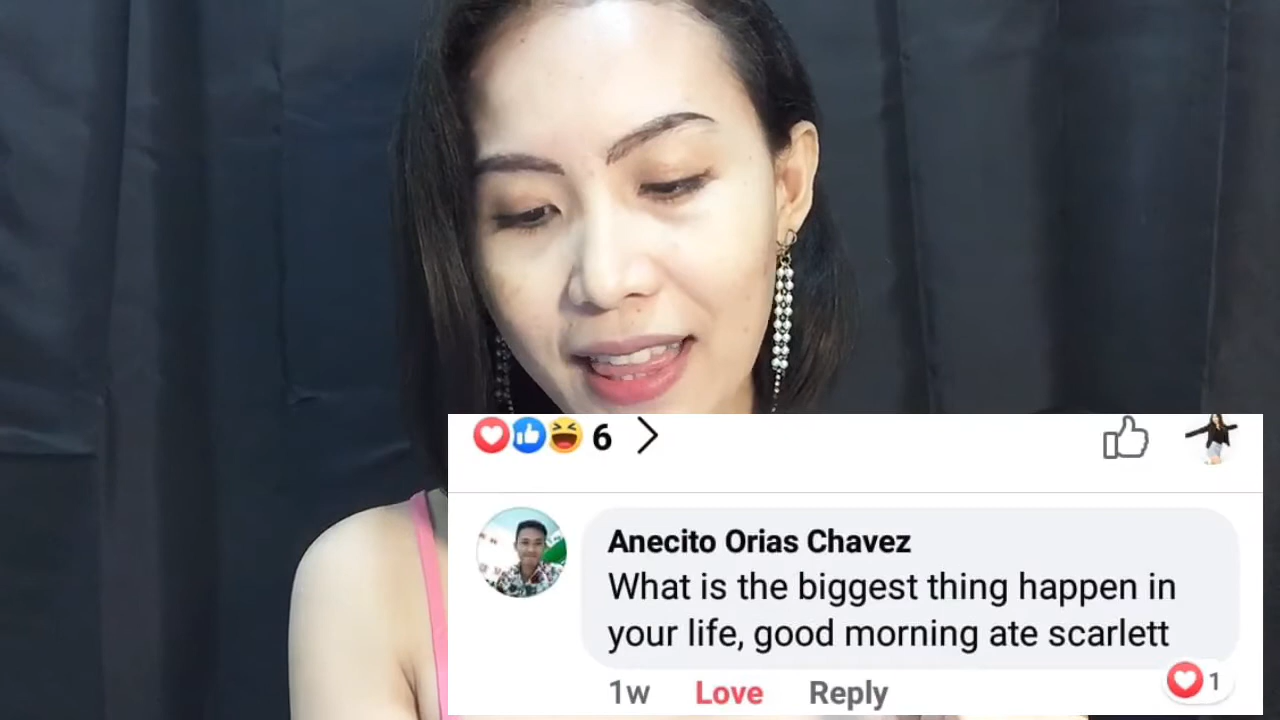 6
Anecito Orias Chavez
What is the biggest thing happen in
your life, good morning ate scarlett
1w Love Reply
1